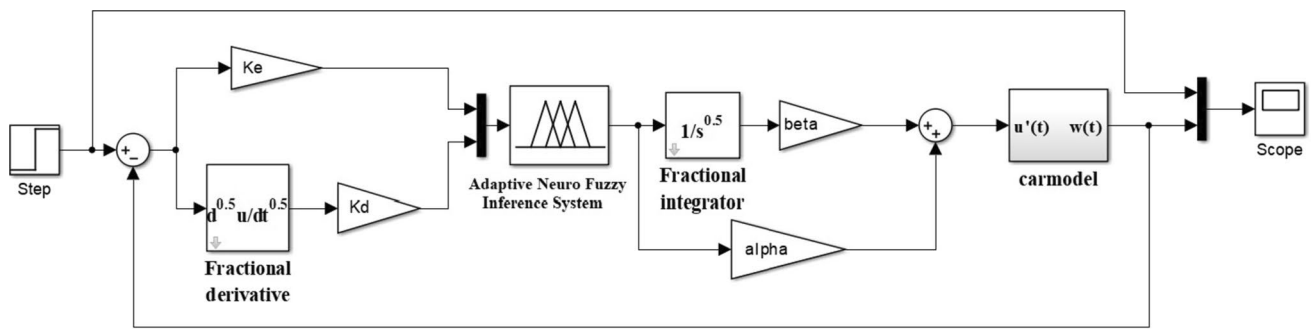 Step
+
−
Ke
d^0.5 u/dt^0.5
Fractional
derivative
Kd
Adaptive Neuro Fuzzy
Inference System
1/s^0.5
Fractional
integrator
beta
alpha
+
+
u'(t) w(t)
carmodel
Scope